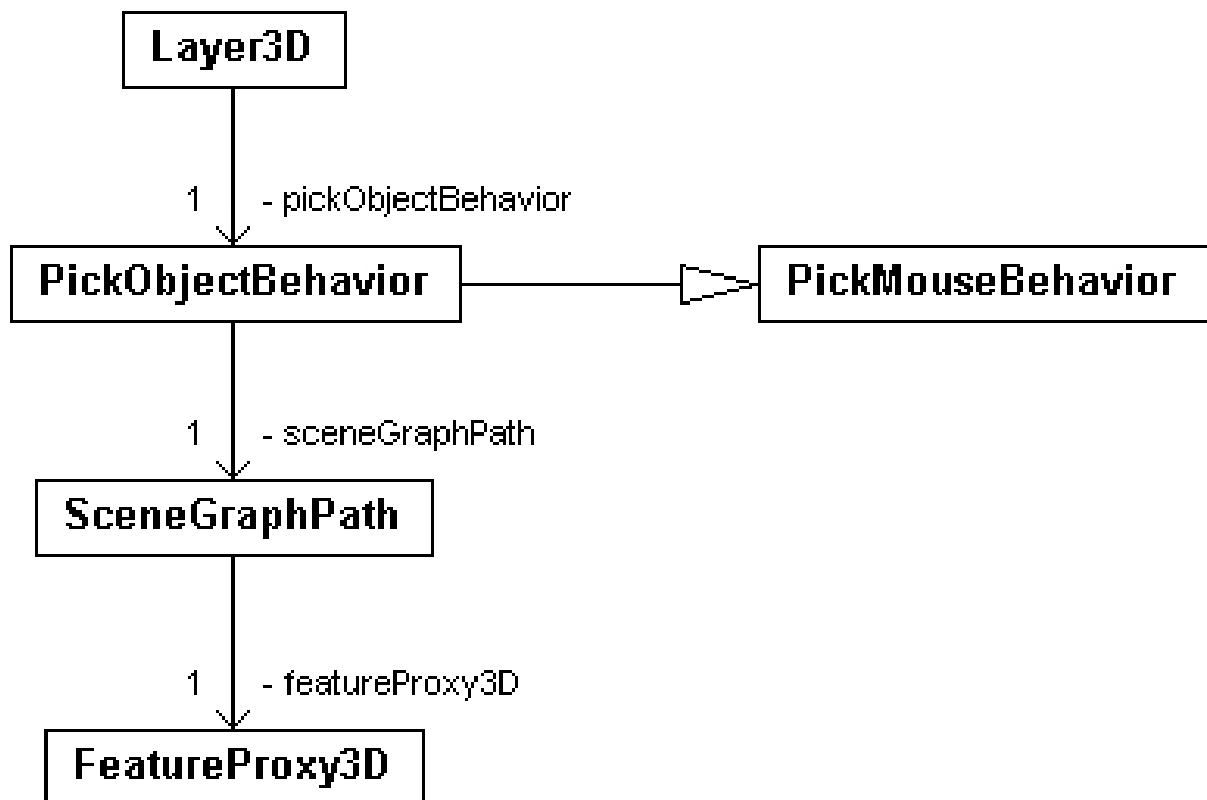 Layer3D
1 - pickObjectBehavior
PickObjectBehavior PickMouseBehavior
1 - sceneGraphPath
SceneGraphPath
1 - featureProxy3D
FeatureProxy3D